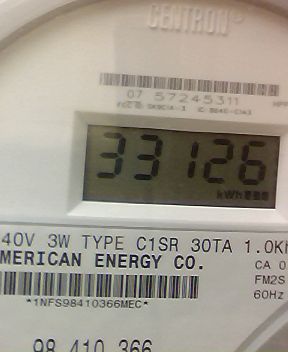 CENTRON®
07 57245311
33126
kWh
40V 3W TYPE C1SR 30TA 1.0Kh
MERICAN ENERGY CO.
CA 0
FM2S
60Hz
*1NFS98410366MEC*
98 410 366